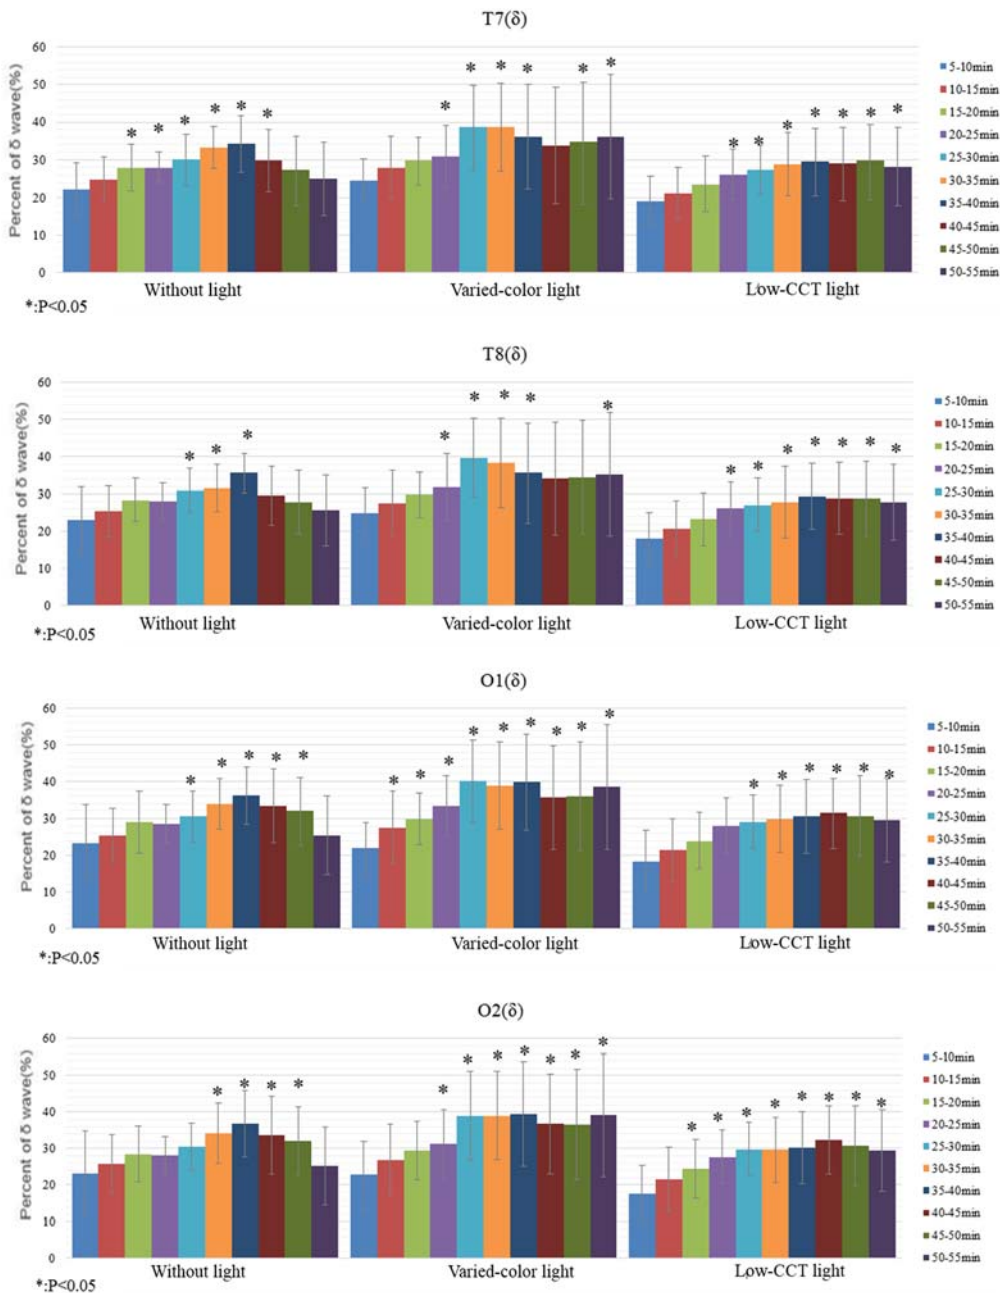 T7(δ)
Percent of δ wave(%)
60
50
40
30
20
10
0
* * * * * *
* * * * * *
* * * * * * *
Without light
Varied-color light
Low-CCT light
*:P<0.05
5-10min
10-15min
15-20min
20-25min
25-30min
30-35min
35-40min
40-45min
45-50min
50-55min
T8(δ)
Percent of δ wave(%)
60
50
40
30
20
10
0
* * *
* * * * *
* * * * * * *
Without light
Varied-color light
Low-CCT light
*:P<0.05
5-10min
10-15min
15-20min
20-25min
25-30min
30-35min
35-40min
40-45min
45-50min
50-55min
O1(δ)
Percent of δ wave(%)
60
50
40
30
20
10
0
* * * * *
* * * * * * * * *
* * * * * *
Without light
Varied-color light
Low-CCT light
*:P<0.05
5-10min
10-15min
15-20min
20-25min
25-30min
30-35min
35-40min
40-45min
45-50min
50-55min
O2(δ)
Percent of δ wave(%)
60
50
40
30
20
10
0
* * * *
* * * * * * *
* * * * * * * *
Without light
Varied-color light
Low-CCT light
*:P<0.05
5-10min
10-15min
15-20min
20-25min
25-30min
30-35min
35-40min
40-45min
45-50min
50-55min